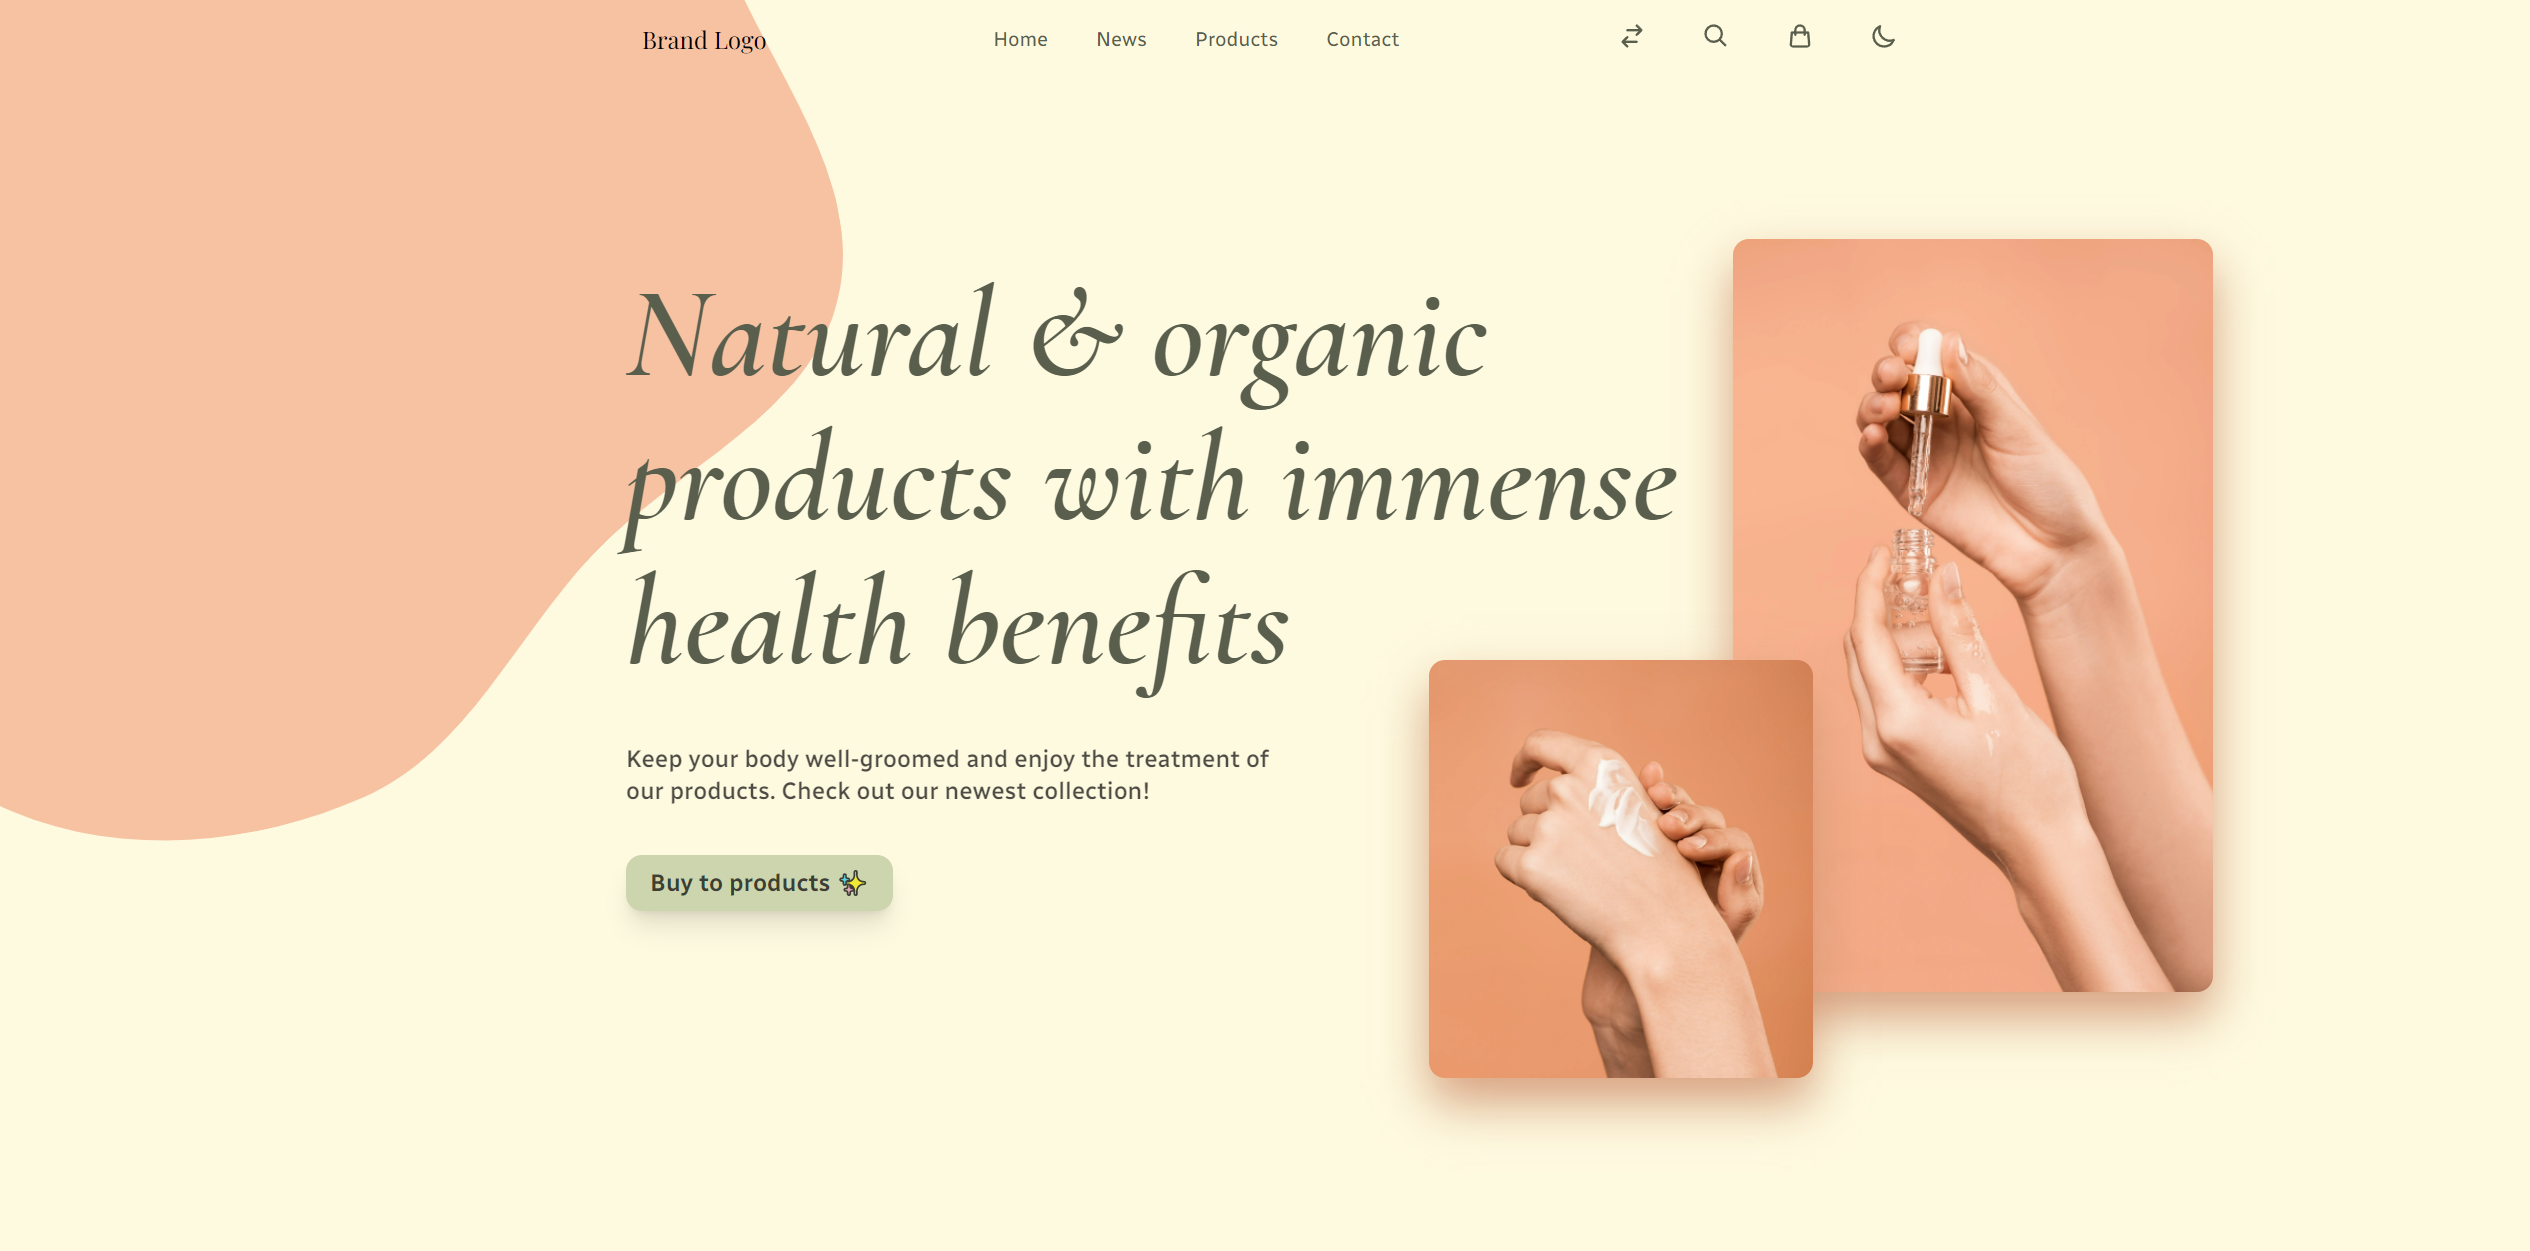 Brand Logo
Home News Products Contact
Natural & organic
products with immense
health benefits
Keep your body well-groomed and enjoy the treatment of
our products. Check out our newest collection!
Buy to products ✨